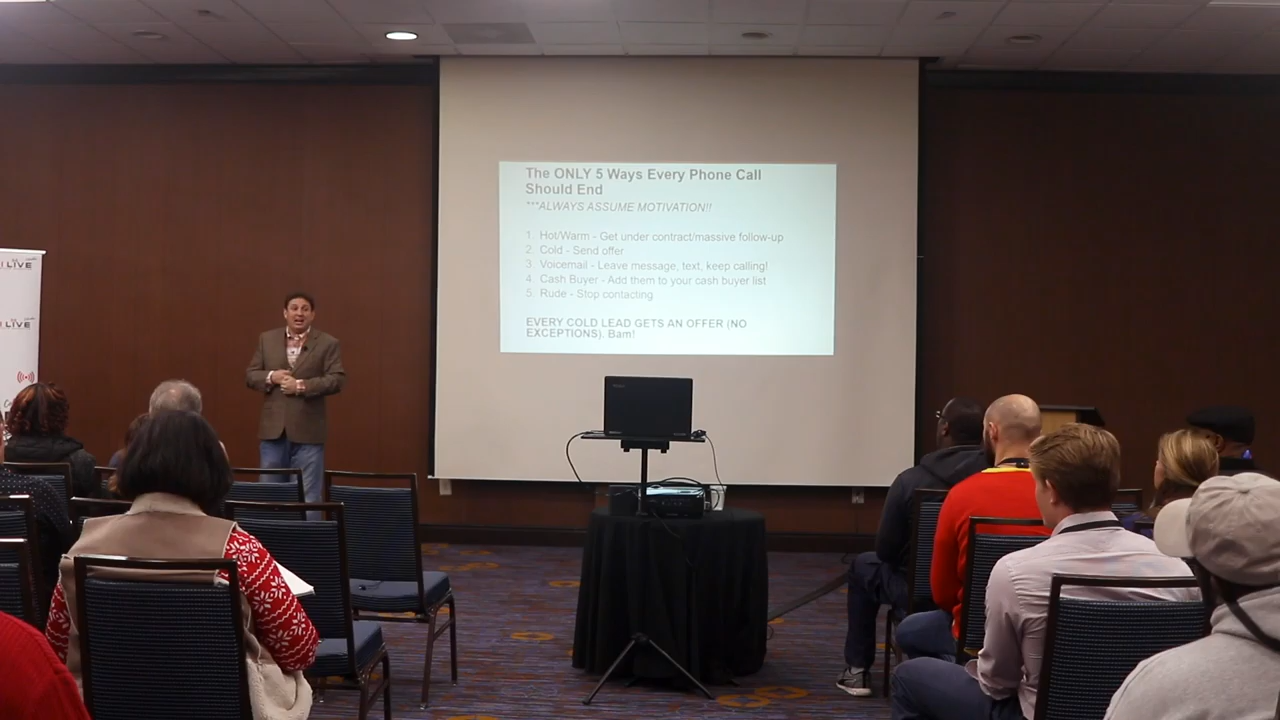 The ONLY 5 Ways Every Phone Call
Should End
***ALWAYS ASSUME MOTIVATION!!
1. Hot/Warm - Get under contract/massive follow-up
2. Cold - Send offer
3. Voicemail - Leave message, text, keep calling!
4. Cash Buyer - Add them to your cash buyer list
5. Rude - Stop contacting
EVERY COLD LEAD GETS AN OFFER (NO
EXCEPTIONS). Bam!
LIVE
LIVE